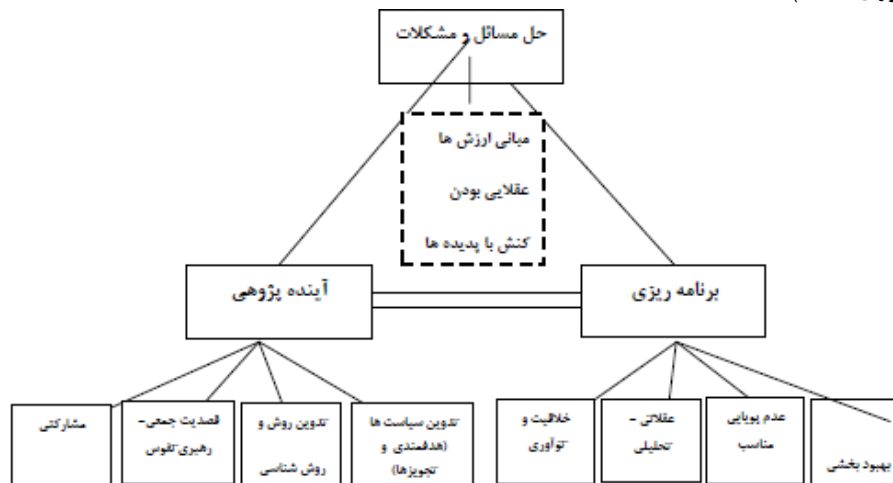 حل مسائل و مشکلات
مبانی ارزش ها
عقلایی بودن
کنش با پدیده ها
برنامه ریزی
آینده پژوهی
بهبود بخشی
عدم پویایی
مناسب
عقلانی -
تحلیلی
خلاقیت و
نوآوری
تدوین سیاست ها
(هدفمندی و
تجویزها)
تدوین روش و
روش شناسی
قصدیت جمعی-
رهبری نفوس
مشارکتی